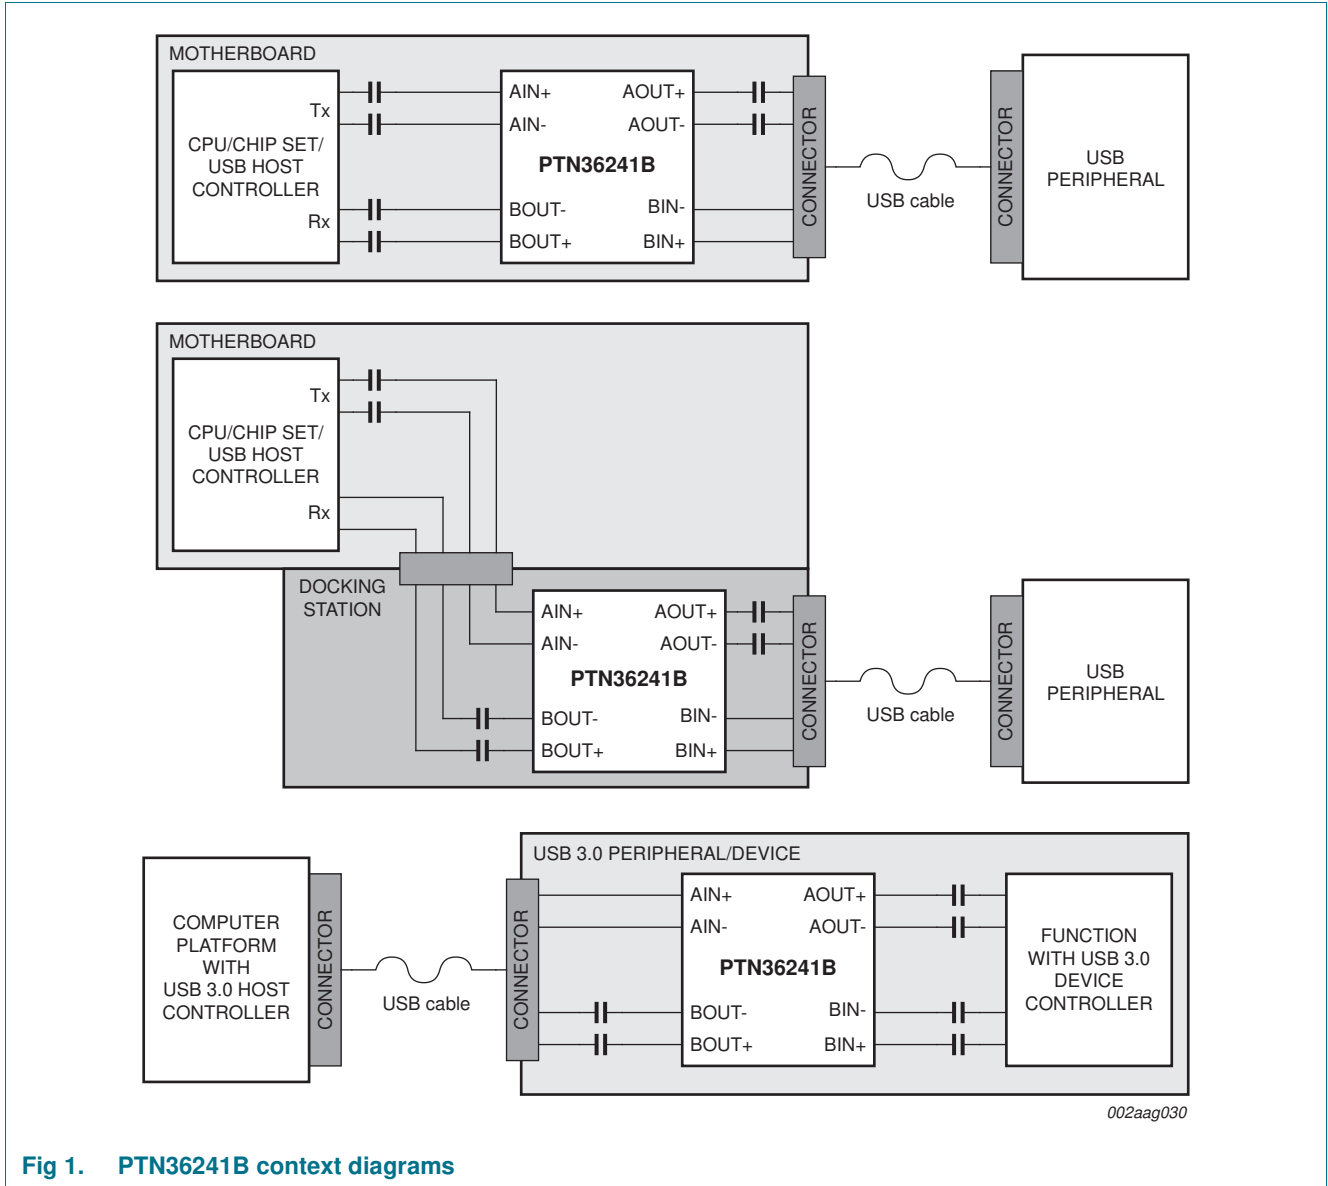 MOTHERBOARD
Tx
CPU/CHIP SET/
USB HOST
CONTROLLER
Rx
AIN+
AIN-
AOUT+
AOUT-
PTN36241B
BOUT-
BOUT+
BIN-
BIN+
CONNECTOR
USB cable
CONNECTOR
USB
PERIPHERAL
MOTHERBOARD
Tx
CPU/CHIP SET/
USB HOST
CONTROLLER
Rx
DOCKING
STATION
AIN+
AIN-
AOUT+
AOUT-
PTN36241B
BOUT-
BOUT+
BIN-
BIN+
CONNECTOR
USB cable
CONNECTOR
USB
PERIPHERAL
COMPUTER
PLATFORM
WITH
USB 3.0 HOST
CONTROLLER
CONNECTOR
USB cable
CONNECTOR
USB 3.0 PERIPHERAL/DEVICE
AIN+
AIN-
AOUT+
AOUT-
PTN36241B
BOUT-
BOUT+
BIN-
BIN+
FUNCTION
WITH USB 3.0
DEVICE
CONTROLLER
002aag030
Fig 1. PTN36241B context diagrams